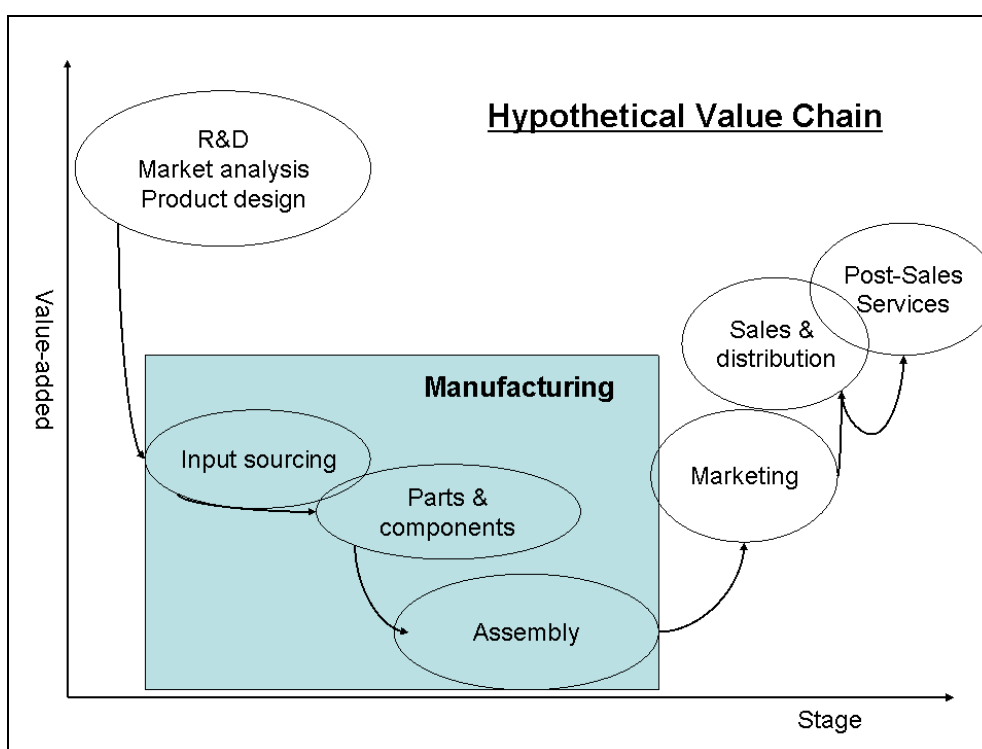 Hypothetical Value Chain
R&D
Market analysis
Product design
Post-Sales
Services
Sales &
distribution
Value-added
Manufacturing
Input sourcing
Marketing
Parts &
components
Assembly
Stage